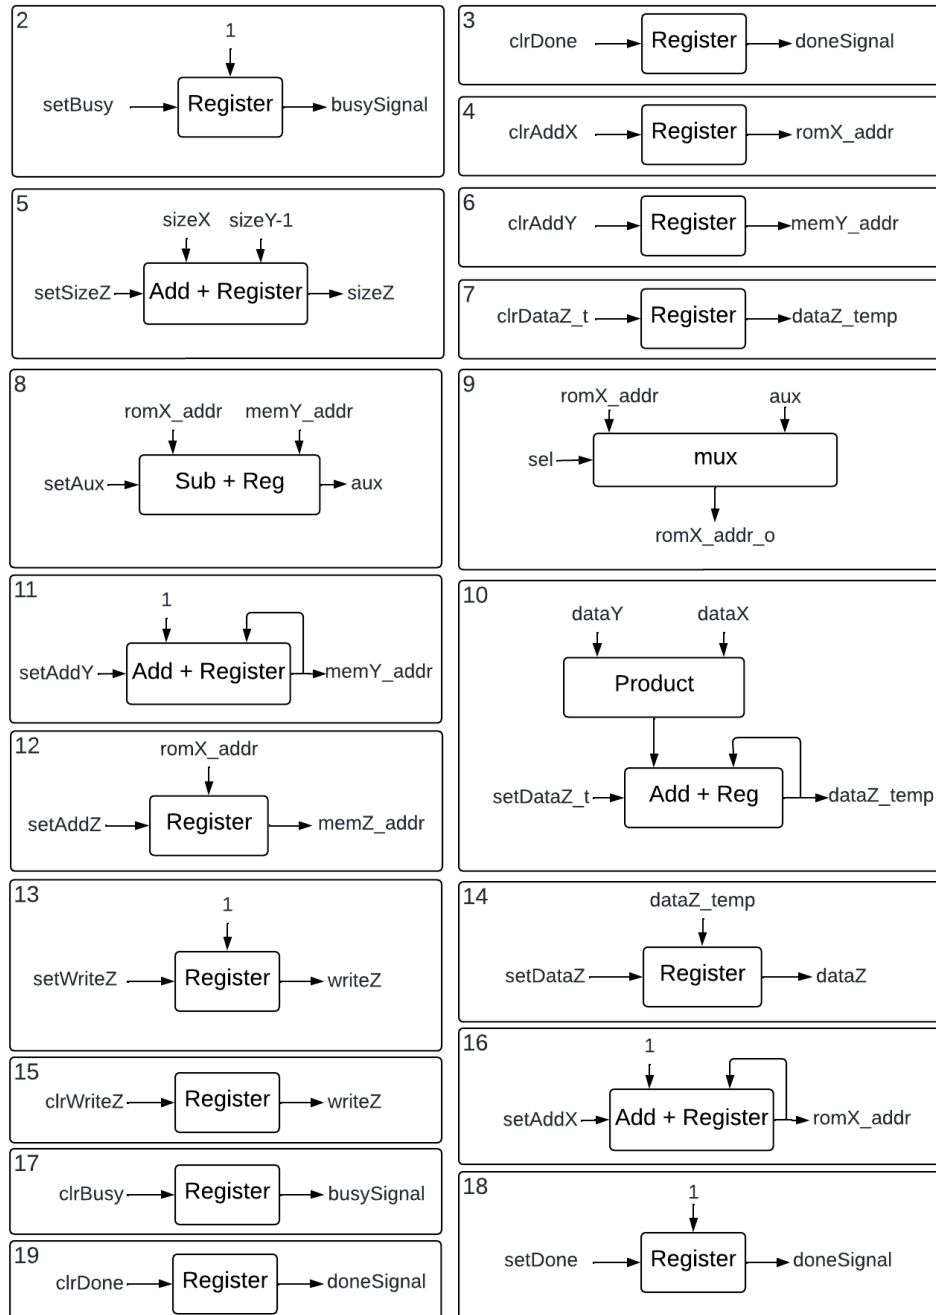 2
1
setBusy
Register
busySignal
3
clrDone
Register
doneSignal
4
clrAddX
Register
romX_addr
5
sizeX sizeY-1
setSizeZ
Add + Register
sizeZ
6
clrAddY
Register
memY_addr
7
clrDataZ_t
Register
dataZ_temp
8
romX_addr memY_addr
setAux
Sub + Reg
aux
9
romX_addr aux
sel
mux
romX_addr_o
11
1
setAddY
Add + Register
memY_addr
10
dataY dataX
Product
setDataZ_t
Add + Reg
dataZ_temp
12
romX_addr
setAddZ
Register
memZ_addr
13
1
setWriteZ
Register
writeZ
14
dataZ_temp
setDataZ
Register
dataZ
15
clrWriteZ
Register
writeZ
16
1
setAddX
Add + Register
romX_addr
17
clrBusy
Register
busySignal
18
1
setDone
Register
doneSignal
19
clrDone
Register
doneSignal